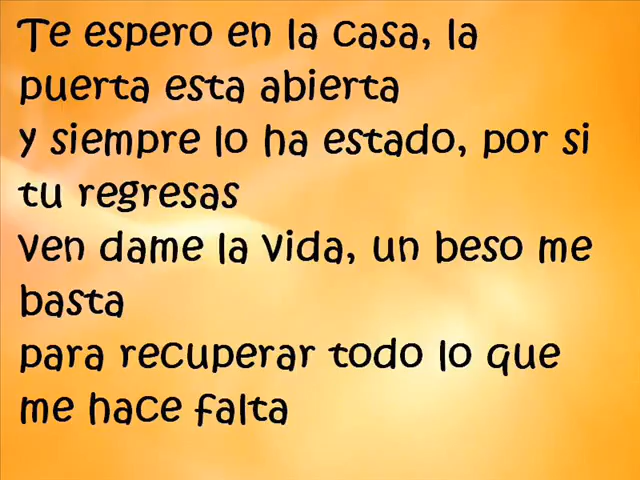 Te espero en la casa, la
puerta esta abierta
y siempre lo ha estado, por si
tu regresas
ven dame la vida, un beso me
basta
para recuperar todo lo que
me hace falta